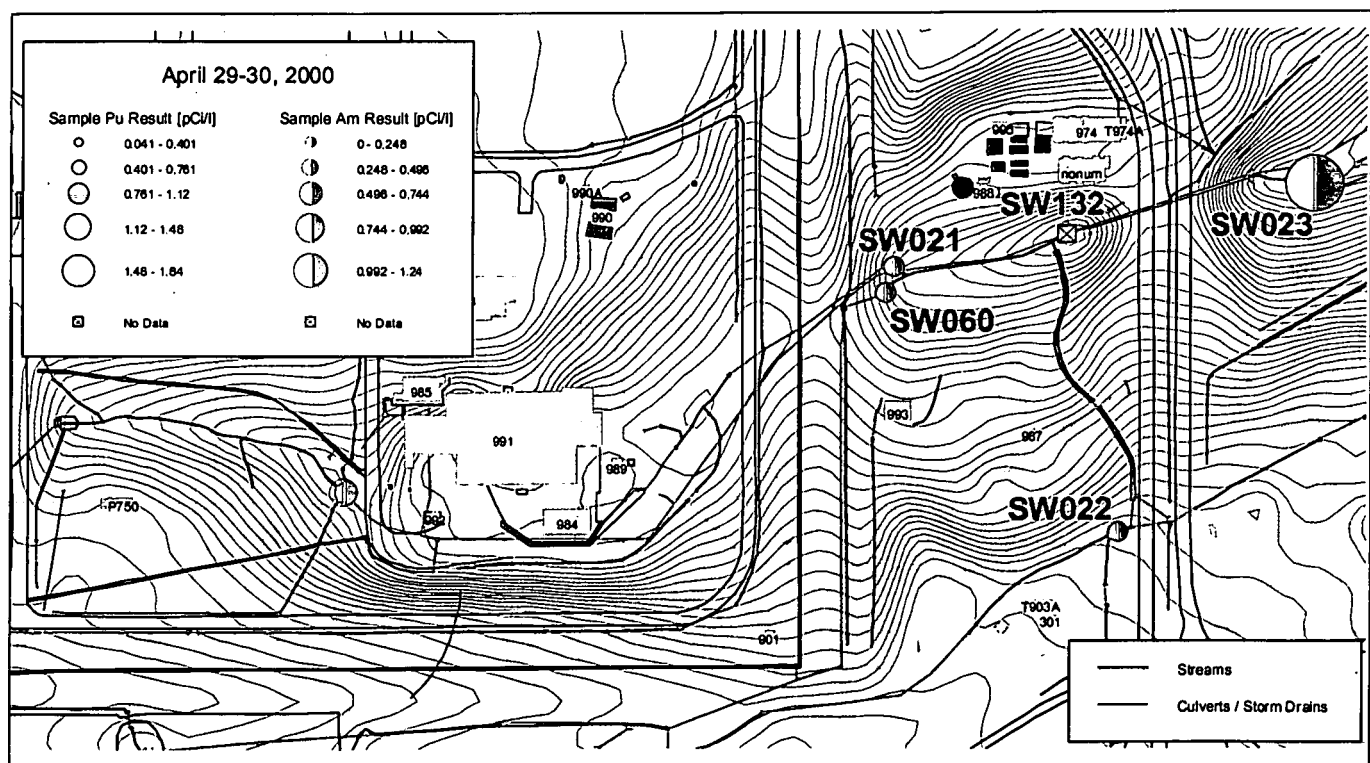 April 29-30, 2000
Sample Pu Result [pCi/l]
Sample Am Result [pCi/l]
0.041 - 0.401
0 - 0.248
0.401 - 0.761
0.248 - 0.496
0.761 - 1.12
0.496 - 0.744
1.12 - 1.48
0.744 - 0.992
1.48 - 1.84
0.992 - 1.24
No Data
No Data
974
T974A
990A
988
990
SW132
SW023
SW021
SW060
985
993
991
987
989
P750
SW022
992
984
T903A
301
901
Streams
Culverts / Storm Drains